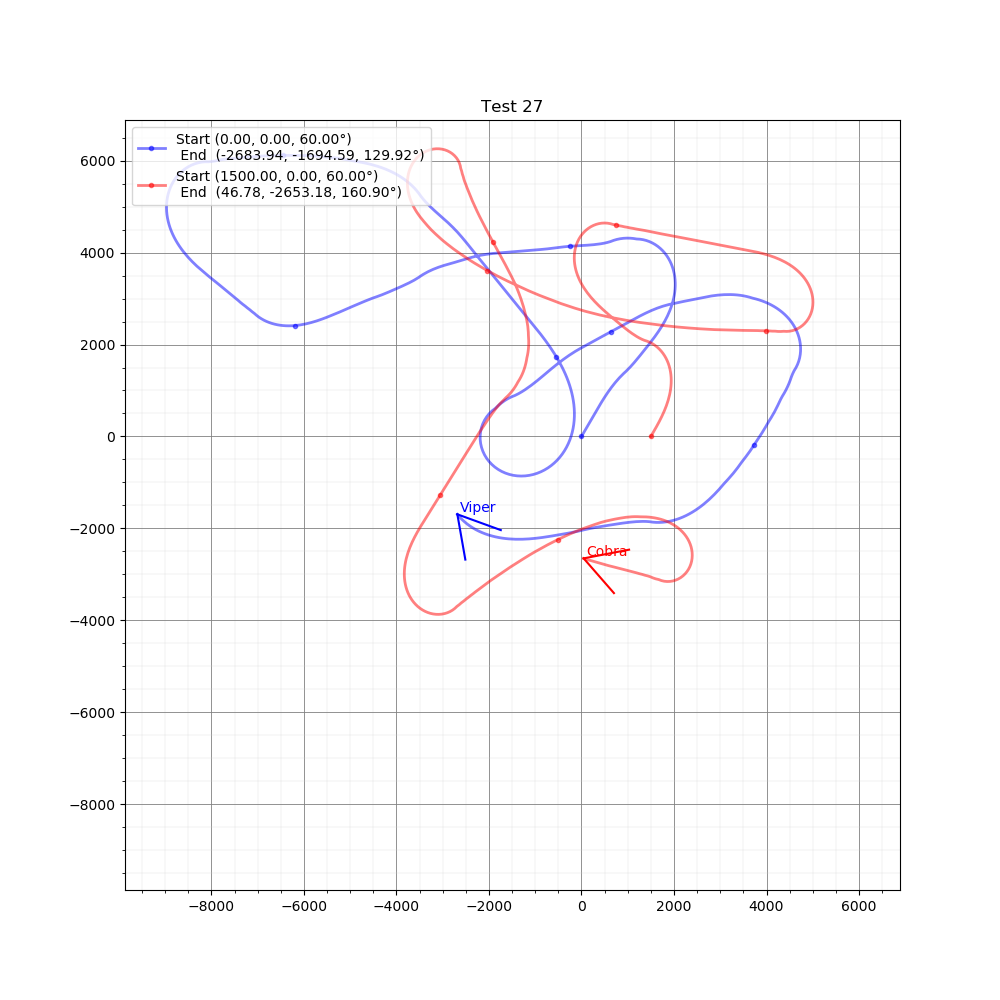 Test 27
Start (0.00, 0.00, 60.00°)
End (-2683.94, -1694.59, 129.92°)
Start (1500.00, 0.00, 60.00°)
End (46.78, -2653.18, 160.90°)
6000
4000
2000
0
−2000
−4000
−6000
−8000
Viper
Cobra
−8000 −6000 −4000 −2000 0 2000 4000 6000